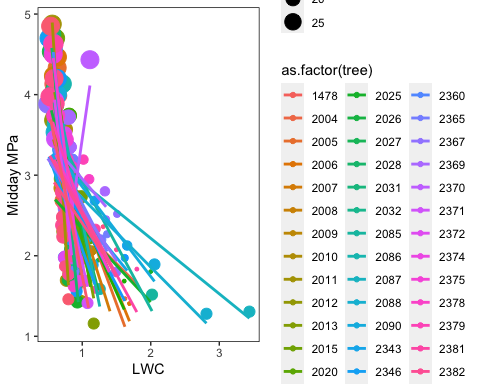 20
25
as.factor(tree)
1478 2025 2360
2004 2026 2365
2005 2027 2367
2006 2028 2369
2007 2031 2370
2008 2032 2371
2009 2085 2372
2010 2086 2374
2011 2087 2375
2012 2088 2378
2013 2090 2379
2015 2343 2381
2020 2346 2382
Midday MPa
5
4
3
2
1
1 2 3
LWC